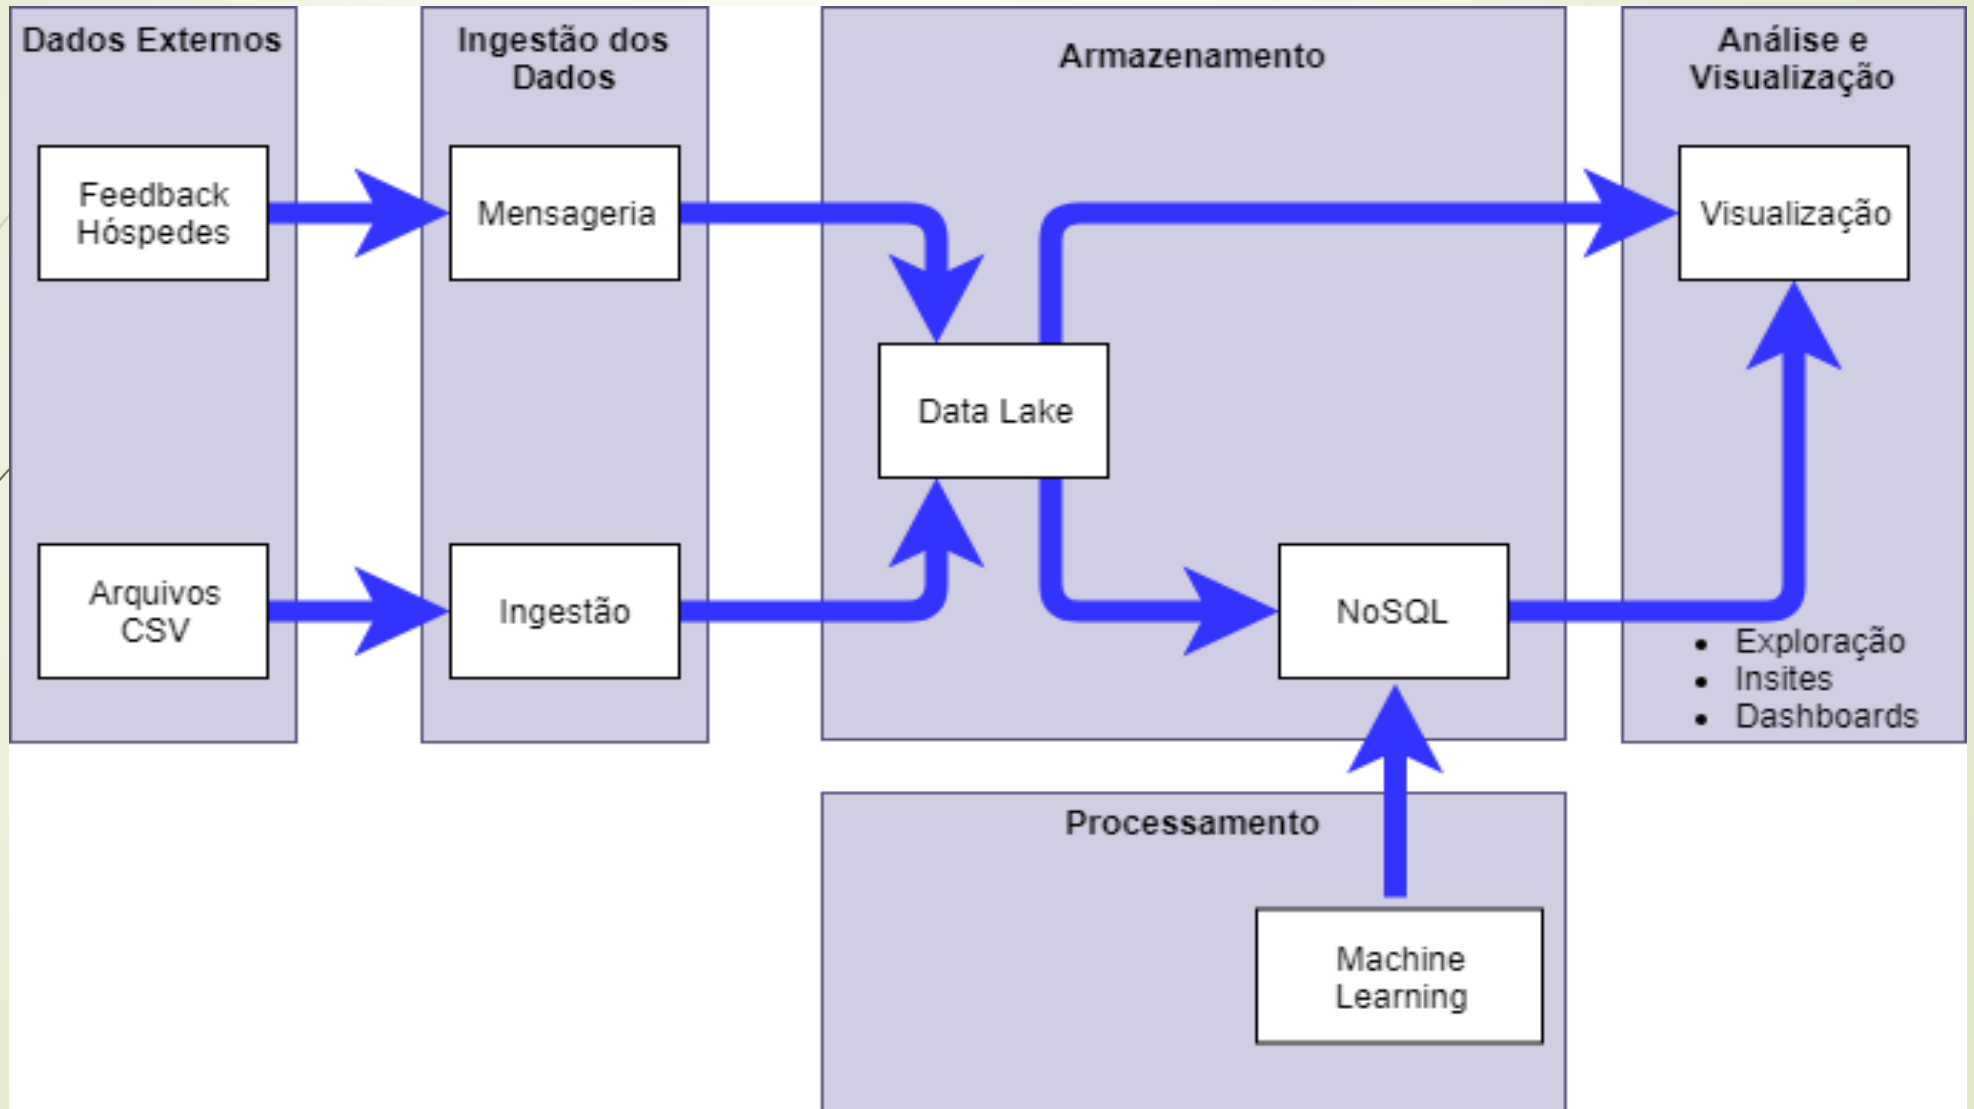 Dados Externos
Feedback
Hóspedes
Arquivos
CSV
Ingestão dos
Dados
Mensageria
Ingestão
Armazenamento
Data Lake
NoSQL
Análise e
Visualização
Visualização
Exploração
Insites
Dashboards
Processamento
Machine
Learning